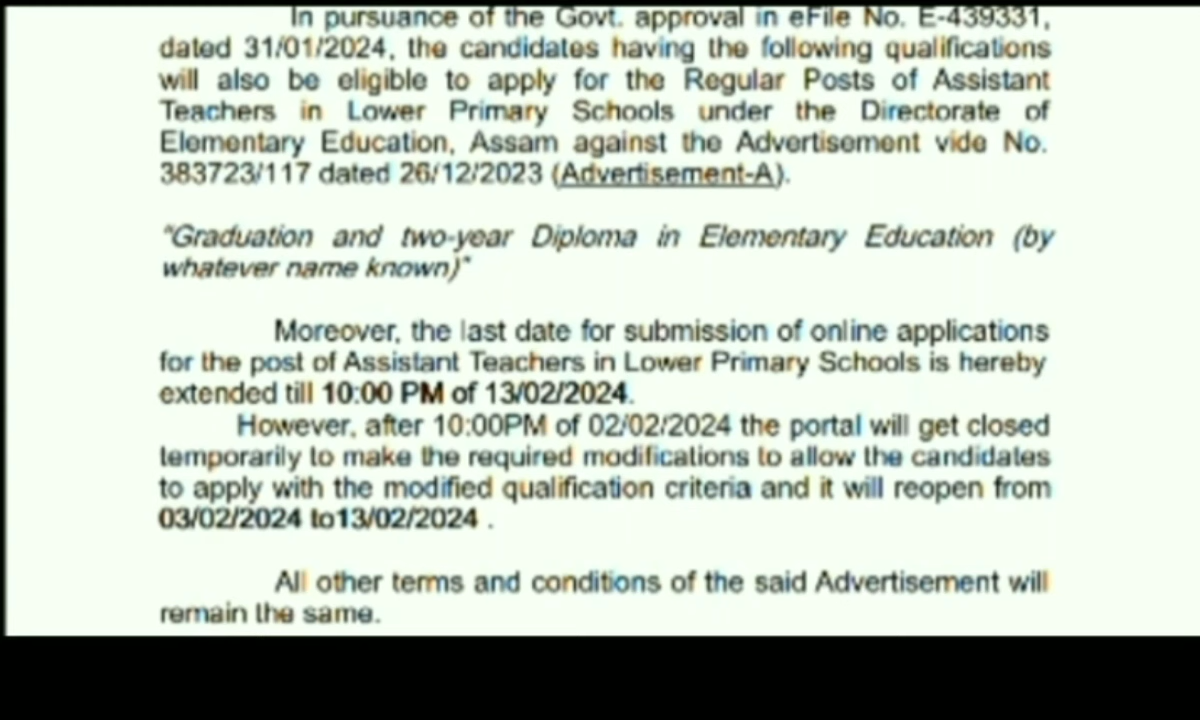 In pursuance of the Govt. approval in eFile No. E-439331,
dated 31/01/2024, the candidates having the following qualifications
will also be eligible to apply for the Regular Posts of Assistant
Teachers in Lower Primary Schools under the Directorate of
Elementary Education, Assam against the Advertisement vide No.
383723/117 dated 26/12/2023 (Advertisement-A).
"Graduation and two-year Diploma in Elementary Education (by
whatever name known)"
Moreover, the last date for submission of online applications
for the post of Assistant Teachers in Lower Primary Schools is hereby
extended till 10:00 PM of 13/02/2024.
However, after 10:00PM of 02/02/2024 the portal will get closed
temporarily to make the required modifications to allow the candidates
to apply with the modified qualification criteria and it will reopen from
03/02/2024 to13/02/2024 .
All other terms and conditions of the said Advertisement will
remain the same.